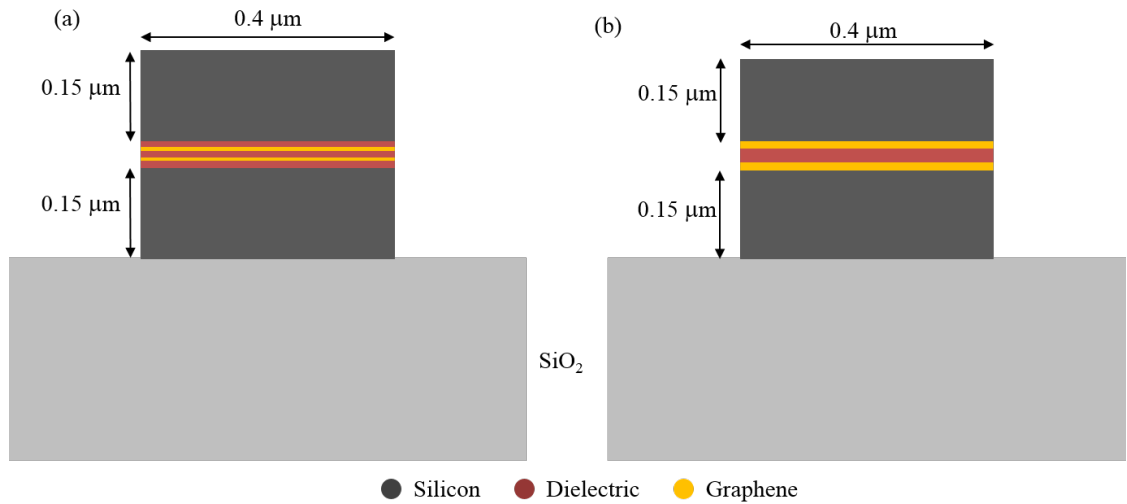 (a)
0.4 μm
0.15 μm
0.15 μm
(b)
0.4 μm
0.15 μm
0.15 μm
SiO₂
Silicon Dielectric Graphene